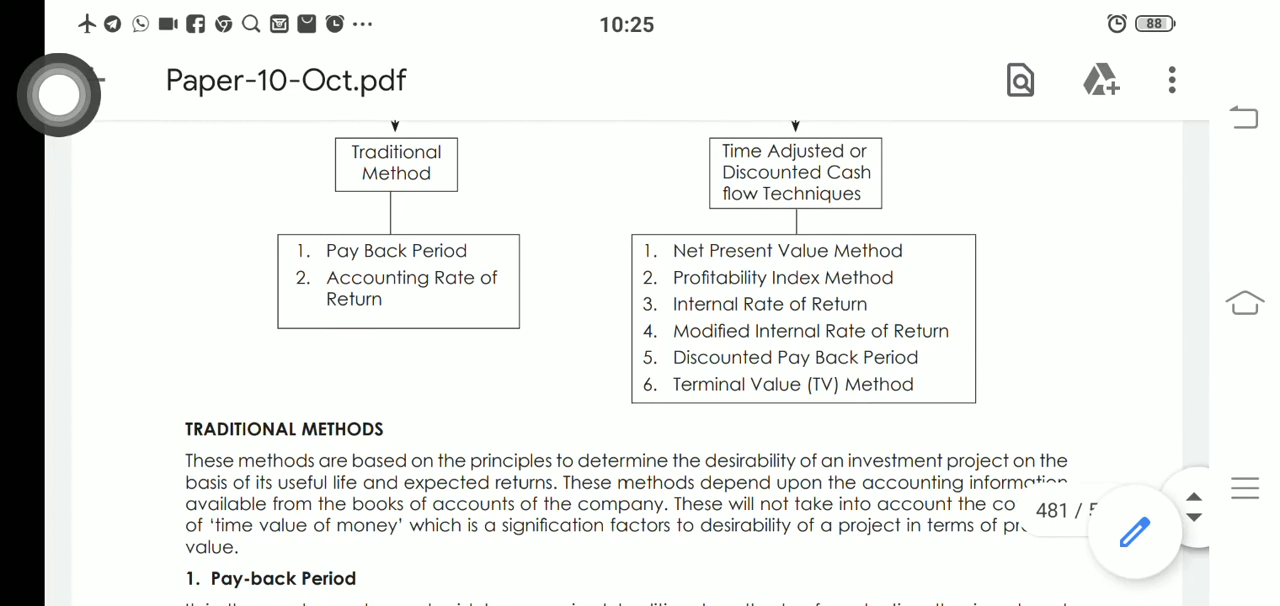 10:25
88
Paper-10-Oct.pdf
Traditional
Method
1. Pay Back Period
2. Accounting Rate of
Return
Time Adjusted or
Discounted Cash
flow Techniques
1. Net Present Value Method
2. Profitability Index Method
3. Internal Rate of Return
4. Modified Internal Rate of Return
5. Discounted Pay Back Period
6. Terminal Value (TV) Method
TRADITIONAL METHODS
These methods are based on the principles to determine the desirability of an investment project on the
basis of its useful life and expected returns. These methods depend upon the accounting information
available from the books of accounts of the company. These will not take into account the
of ‘time value of money’ which is a signification factors to desirability of a project in terms of
value.
481 /
1. Pay-back Period